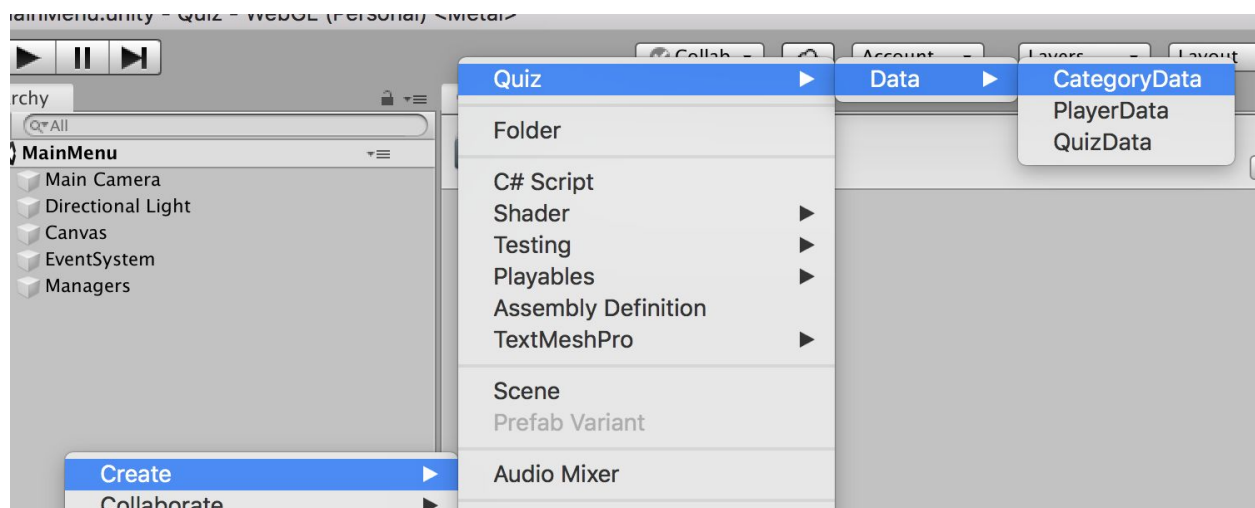 MainMenu.unity - Quiz - WebGL (Personal) <Metal>
Collab
Account
Layers
Layout
Quiz
Data
CategoryData
PlayerData
QuizData
All
MainMenu
Main Camera
Directional Light
Canvas
EventSystem
Managers
Folder
C# Script
Shader
Testing
Playables
Assembly Definition
TextMeshPro
Scene
Prefab Variant
Audio Mixer
Create
Collaborate